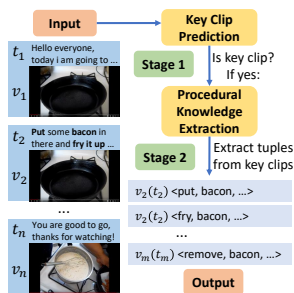 Input
t1 Hello everyone,
today i am going to ...
v1
t2 Put some bacon in
there and fry it up ...
v2
...
tn You are good to go,
thanks for watching!
vn
Key Clip
Prediction
Stage 1
Is key clip?
If yes:
Procedural
Knowledge
Extraction
Stage 2
Extract tuples
from key clips
v2(t2) <put, bacon, ...>
v2(t2) <fry, bacon, ...>
...
vm(tm) <remove, bacon, ...>
Output